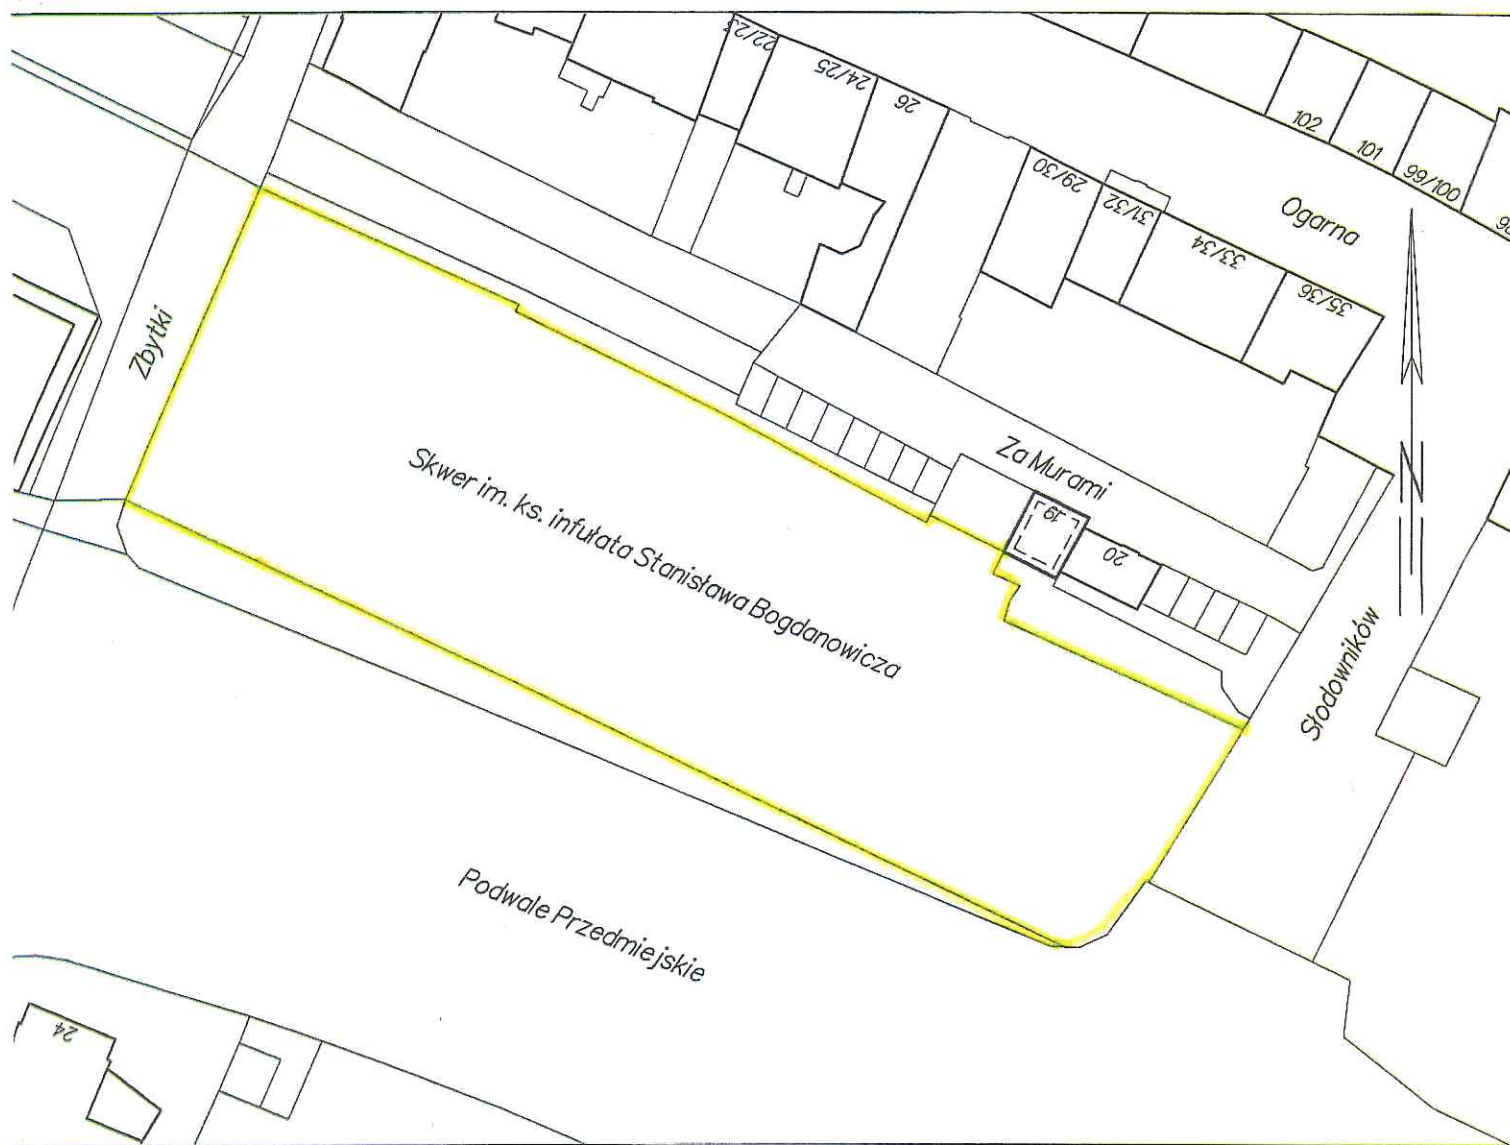 22/23
24/25
26
102
101
99/100
29/30
31/32
33/34
35/36
Ogarna
Zbytki
Za Murami
19
20
Skwer im. ks. infułata Stanisława Bogdanowicza
N
Słodowników
Podwale Przedmiejskie
24